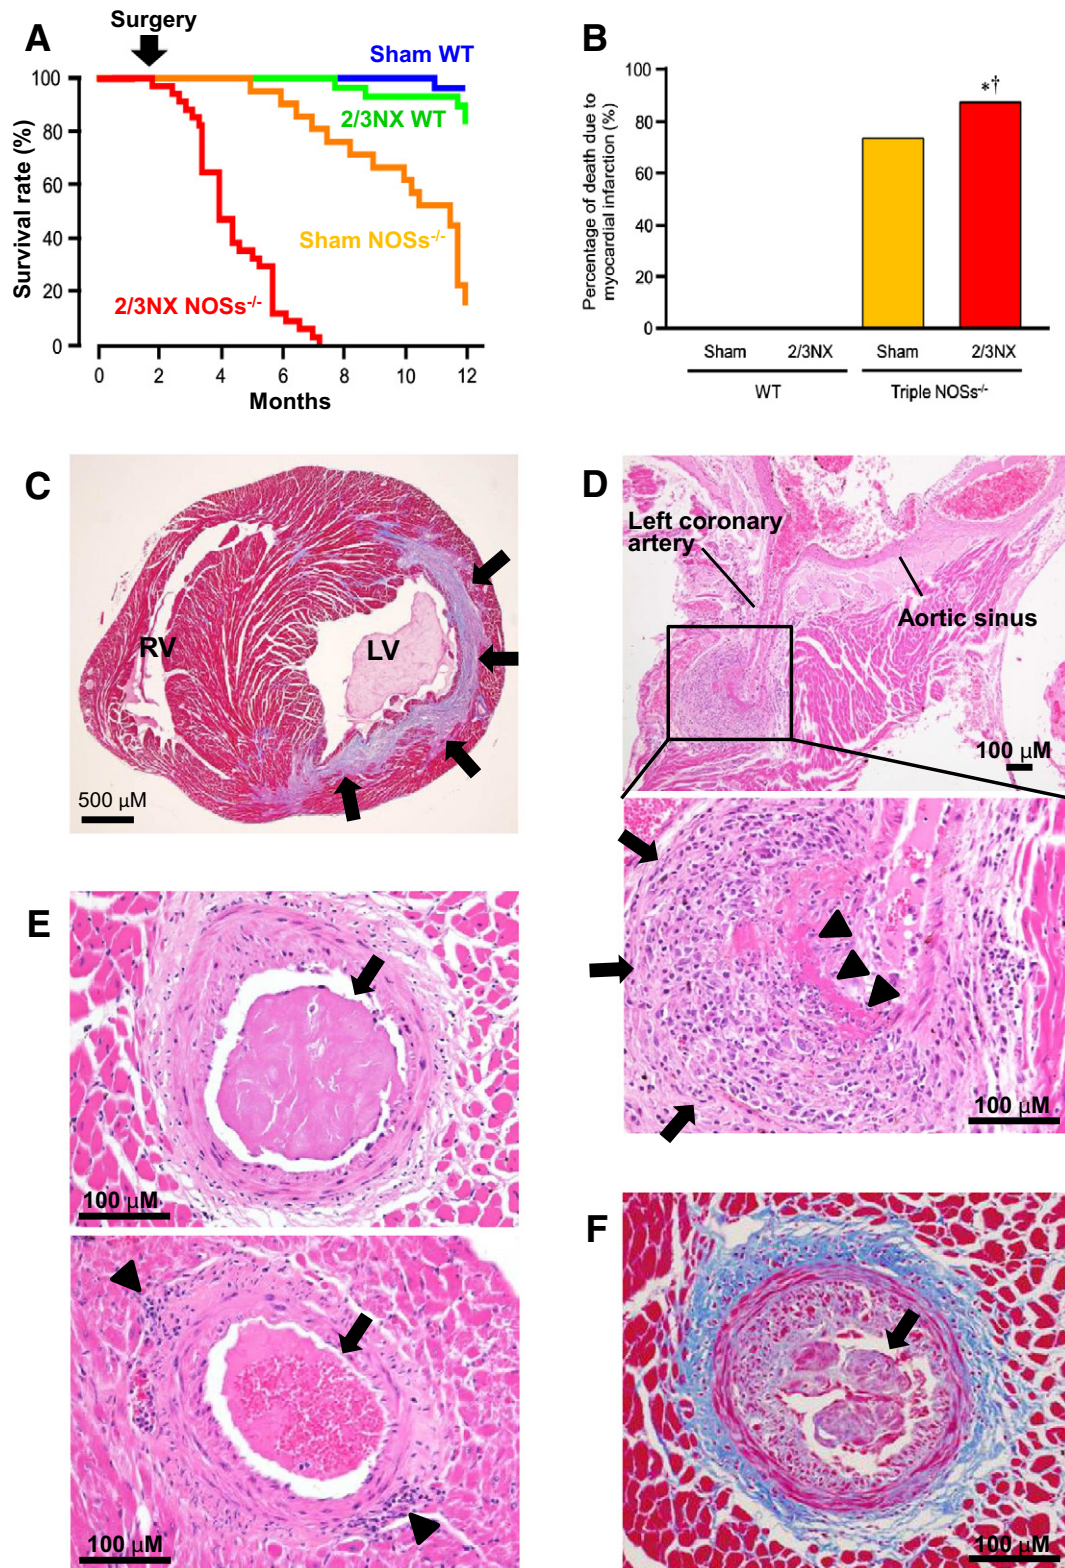 A
Surgery
Sham WT
2/3NX WT
Sham NOSs-/-
2/3NX NOSs-/-
Survival rate (%)
100
80
60
40
20
0
0 2 4 6 8 10 12
Months
B
Percentage of death due to
myocardial infarction (%)
100
80
60
40
20
0
*†
Sham 2/3NX Sham 2/3NX
WT Triple NOSs-/-
C
RV
LV
500 µM
D
Left coronary
artery
Aortic sinus
100 µM
100 µM
E
100 µM
100 µM
F
100 µM